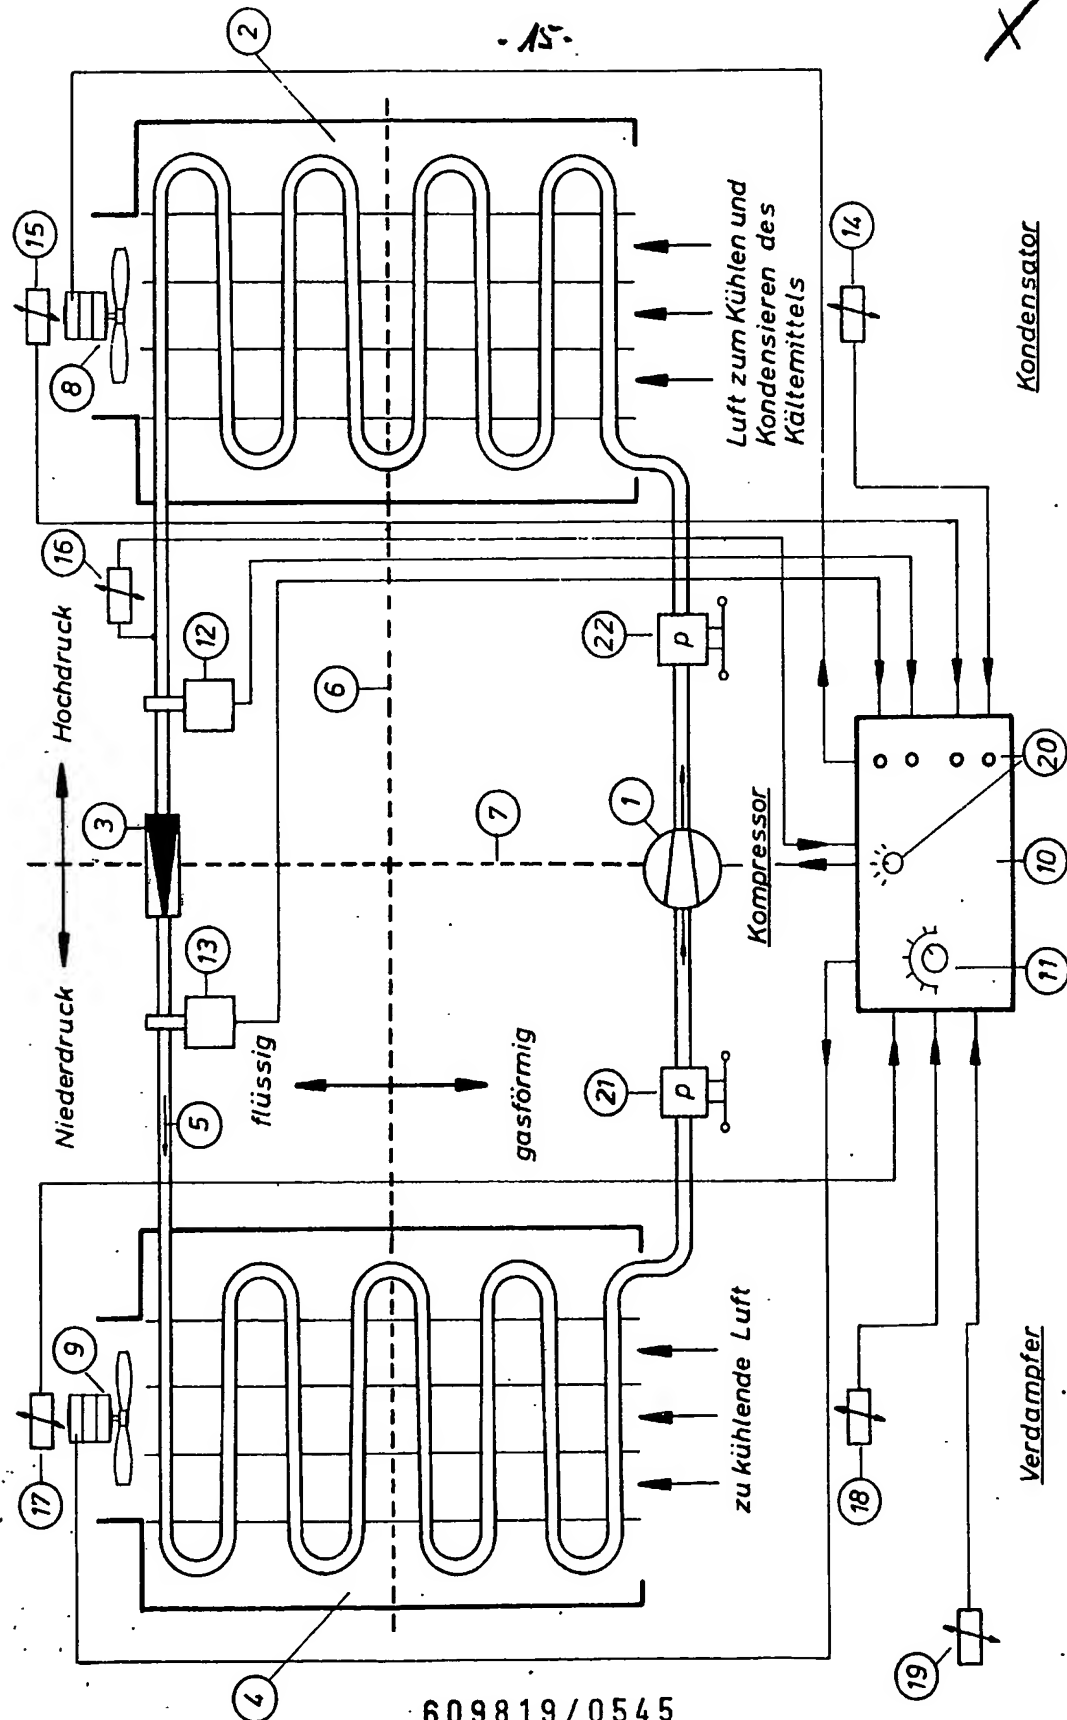 - 15 -
X
Niederdruck
Hochdruck
flüssig
gasförmig
Kompressor
p
p
Luft zum Kühlen und
Kondensieren des
Kältemittels
zu kühlende Luft
Verdampfer
Kondensator
1
2
3
4
5
6
7
8
9
10
11
12
13
14
15
16
17
18
19
20
21
22
609819/0545